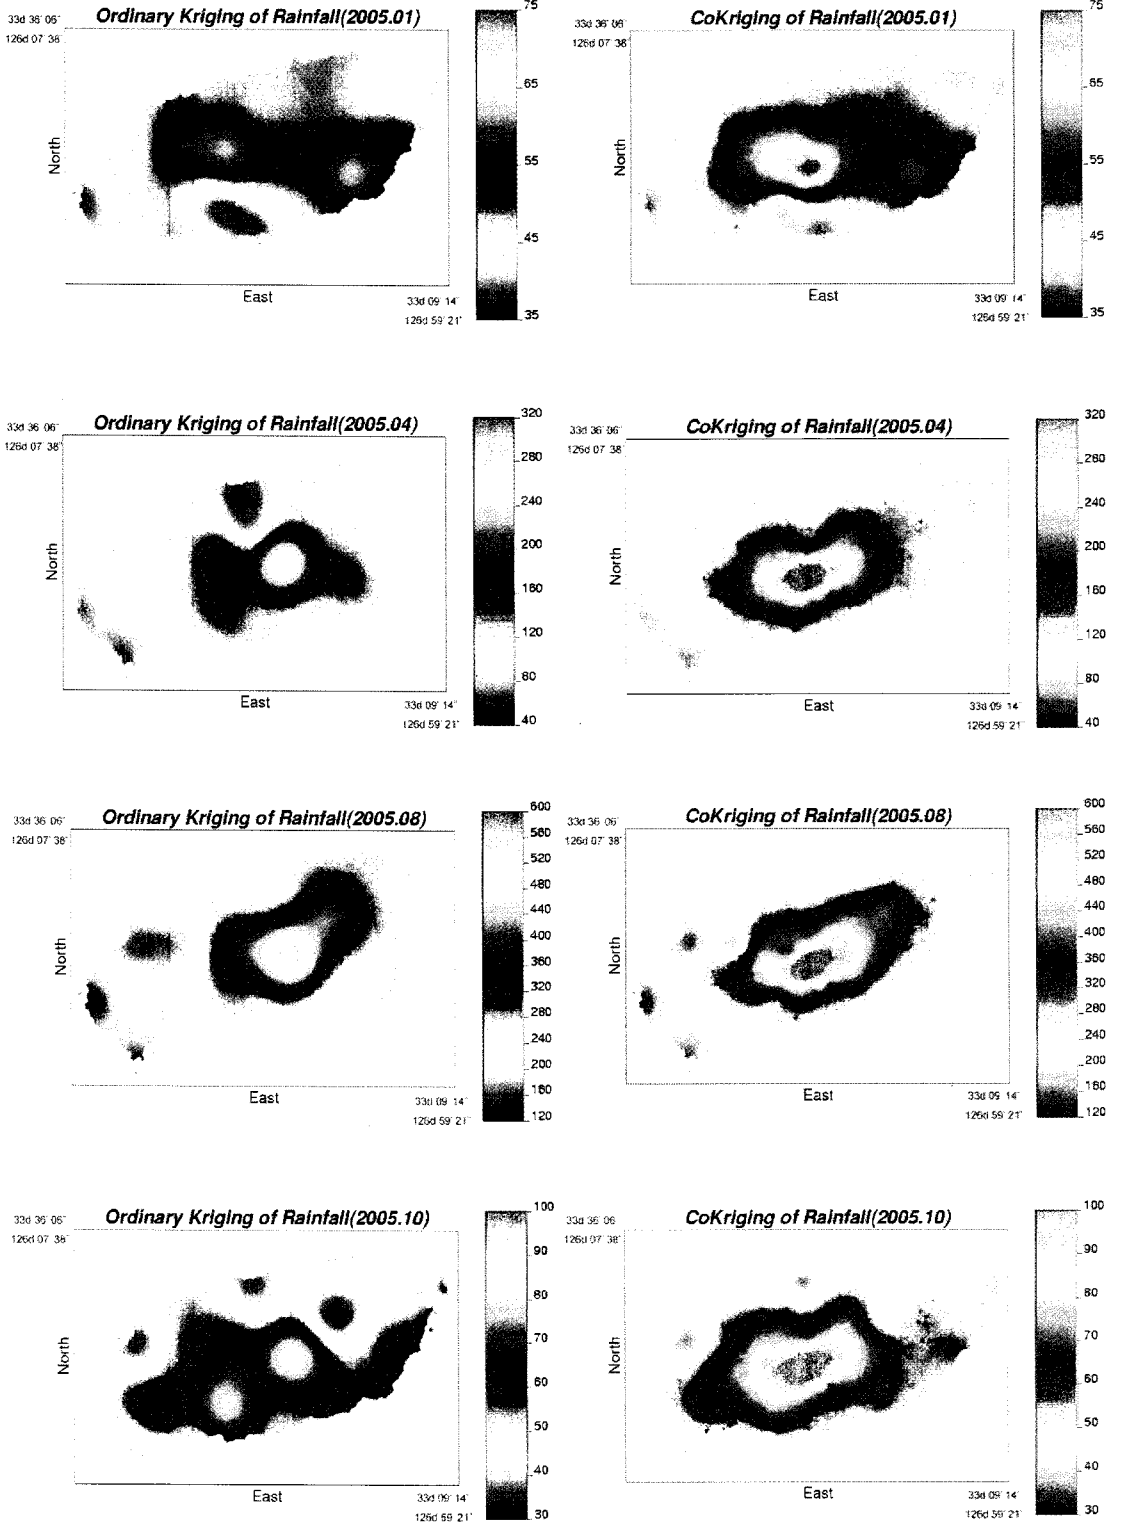 Ordinary Kriging of Rainfall(2005.01)
33d 36' 06"
126d 07' 38"
North
East
33d 09' 14"
126d 59' 21"
75
65
55
45
35
CoKriging of Rainfall(2005.01)
33d 36' 06"
126d 07' 38"
North
East
33d 09' 14"
126d 59' 21"
75
65
55
45
35
Ordinary Kriging of Rainfall(2005.04)
33d 36' 06"
126d 07' 38"
North
East
33d 09' 14"
126d 59' 21"
320
280
240
200
160
120
80
40
CoKriging of Rainfall(2005.04)
33d 36' 06"
126d 07' 38"
North
East
33d 09' 14"
126d 59' 21"
320
280
240
200
160
120
80
40
Ordinary Kriging of Rainfall(2005.08)
33d 36' 06"
126d 07' 38"
North
East
33d 09' 14"
126d 59' 21"
600
560
520
480
440
400
360
320
280
240
200
160
120
CoKriging of Rainfall(2005.08)
33d 36' 06"
126d 07' 38"
North
East
33d 09' 14"
126d 59' 21"
600
560
520
480
440
400
360
320
280
240
200
160
120
Ordinary Kriging of Rainfall(2005.10)
33d 36' 06"
126d 07' 38"
North
East
33d 09' 14"
126d 59' 21"
100
90
80
70
60
50
40
30
CoKriging of Rainfall(2005.10)
33d 36' 06
126d 07' 38"
North
East
33d 09' 14"
126d 59' 21"
100
90
80
70
60
50
40
30